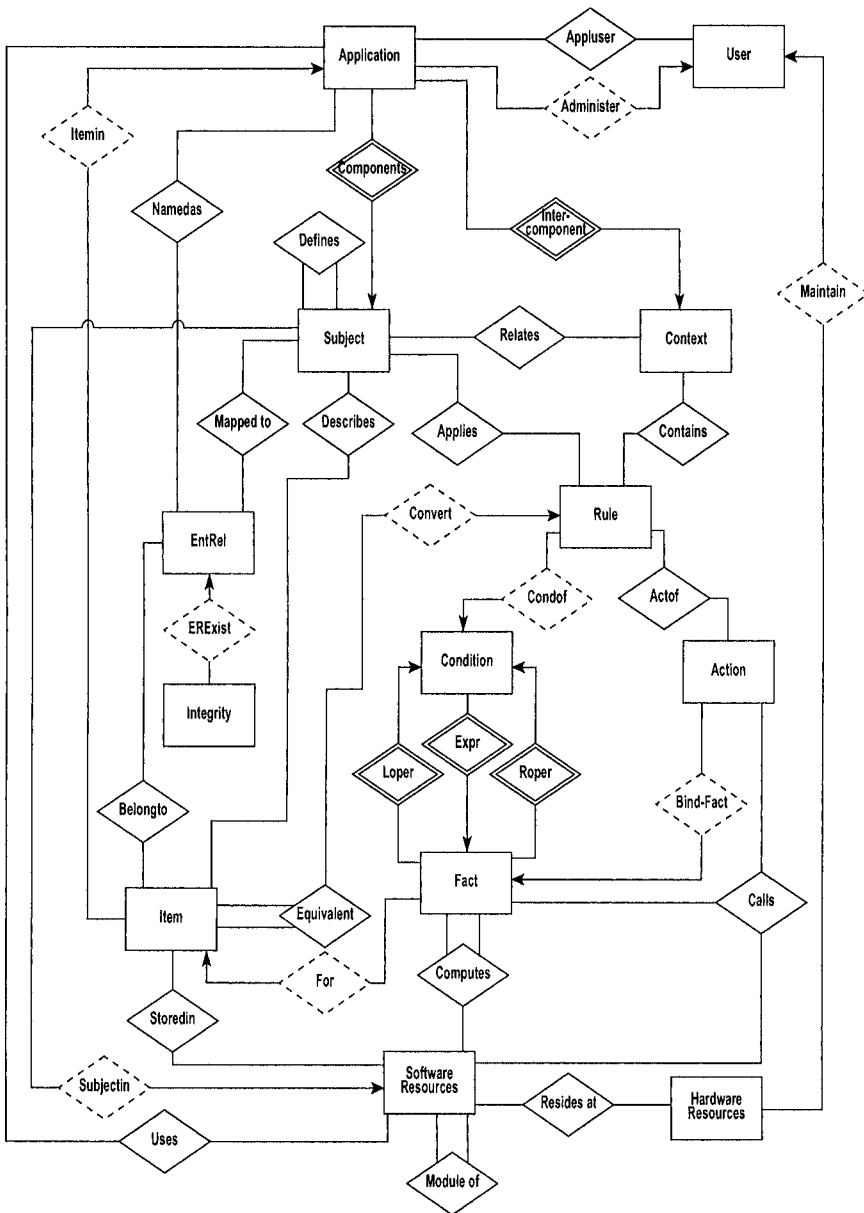 Appluser
Application
User
Administer
Itemin
Components
Namedas
Inter-
component
Defines
Maintain
Subject
Relates
Context
Mapped to
Describes
Applies
Contains
Convert
Rule
EntRel
Condof
Actof
ERExist
Condition
Action
Integrity
Expr
Loper
Roper
Bind-Fact
Belongto
Fact
Item
Equivalent
Calls
For
Computes
Storedin
Software
Resources
Subjectin
Resides at
Hardware
Resources
Uses
Module of